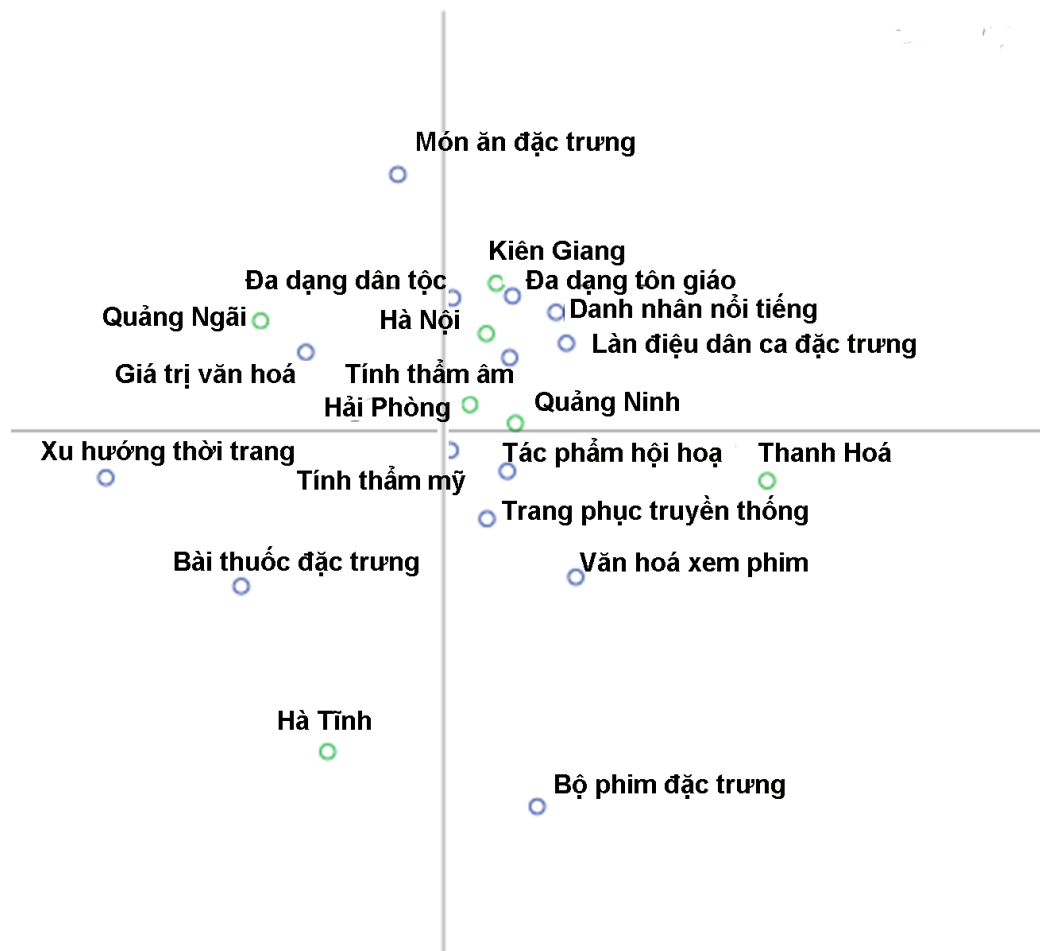 Món ăn đặc trưng
Kiên Giang
Đa dạng dân tộc
Đa dạng tôn giáo
Quảng Ngãi
Hà Nội
Danh nhân nổi tiếng
Làn điệu dân ca đặc trưng
Giá trị văn hoá
Tính thẩm âm
Hải Phòng
Quảng Ninh
Xu hướng thời trang
Tác phẩm hội hoạ
Thanh Hoá
Tính thẩm mỹ
Trang phục truyền thống
Bài thuốc đặc trưng
Văn hoá xem phim
Hà Tĩnh
Bộ phim đặc trưng